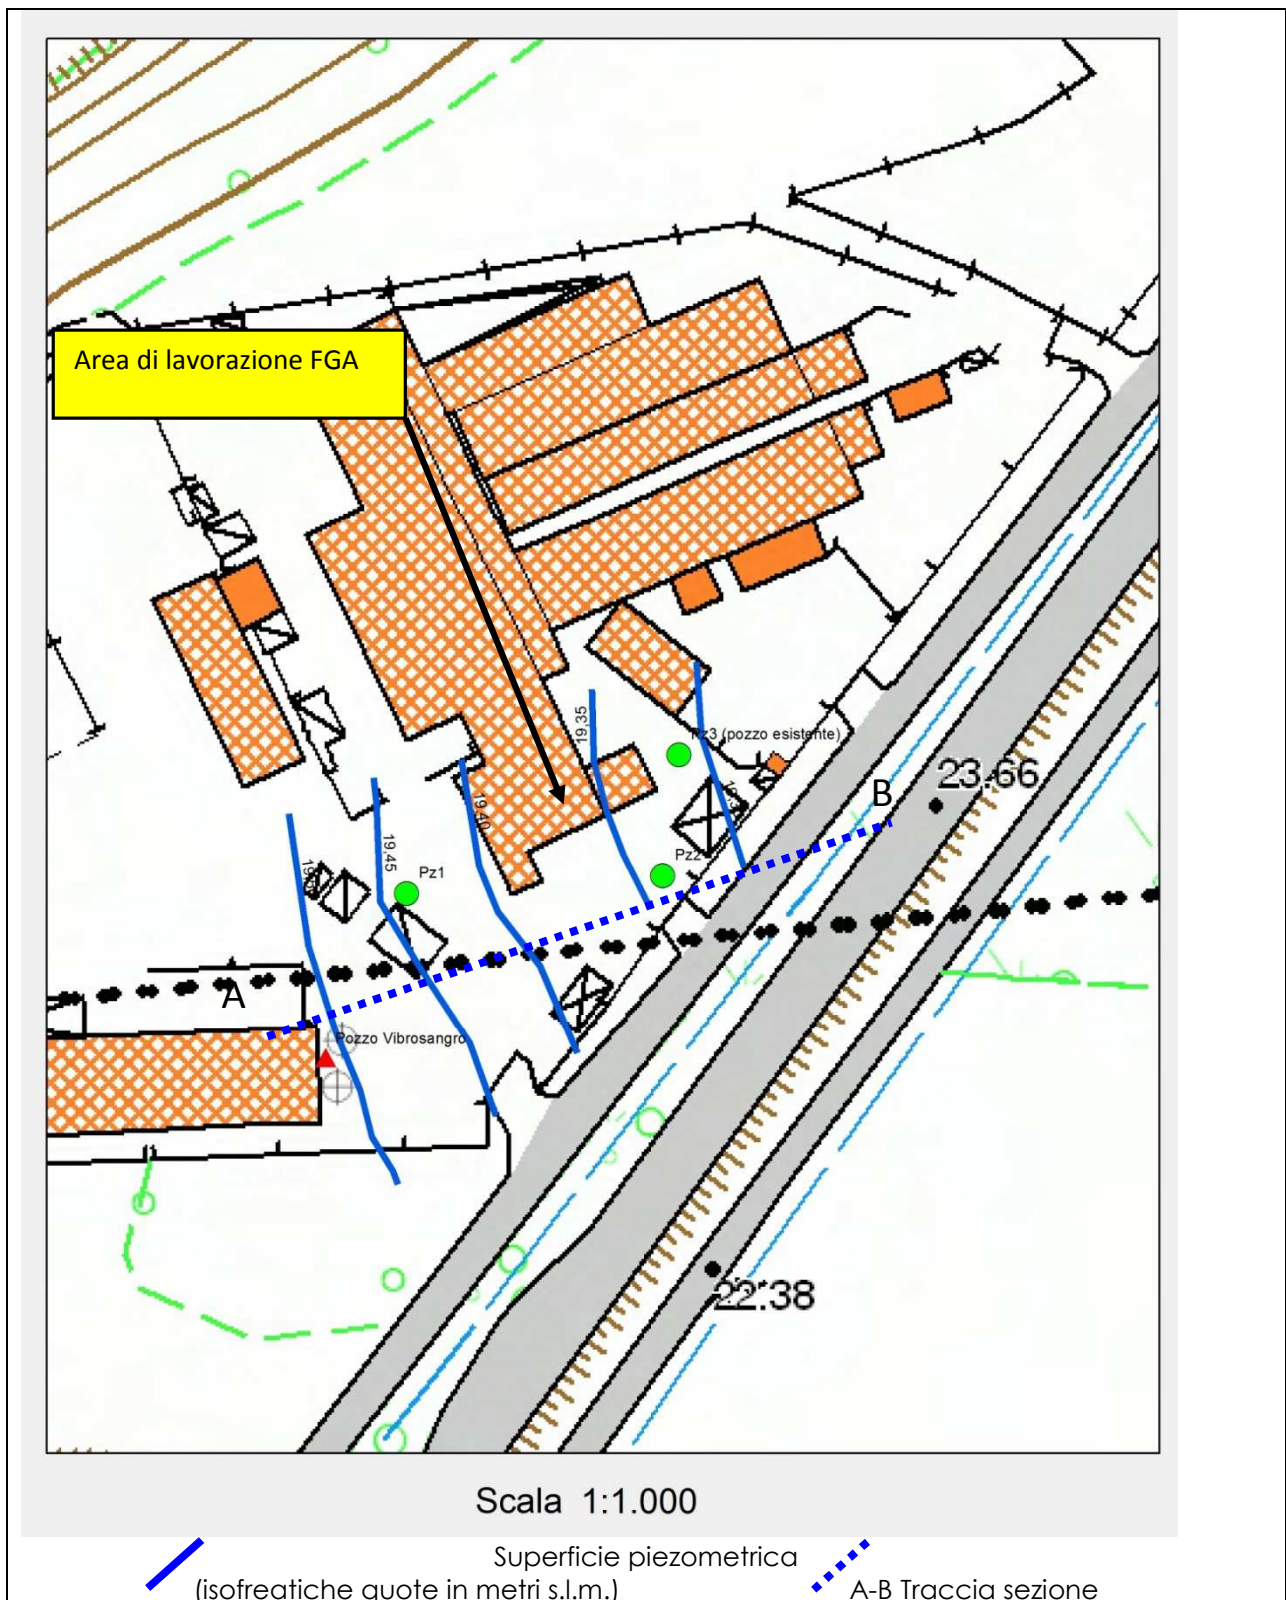 Area di lavorazione FGA
19,35
Pz3 (pozzo esistente)
23.66
B
19,40
19,45
Pz1
Pz2
A
Pozzo Vibrosangro
22.38
Scala 1:1.000
Superficie piezometrica
(isofreatiche quote in metri s.l.m.)
A-B Traccia sezione